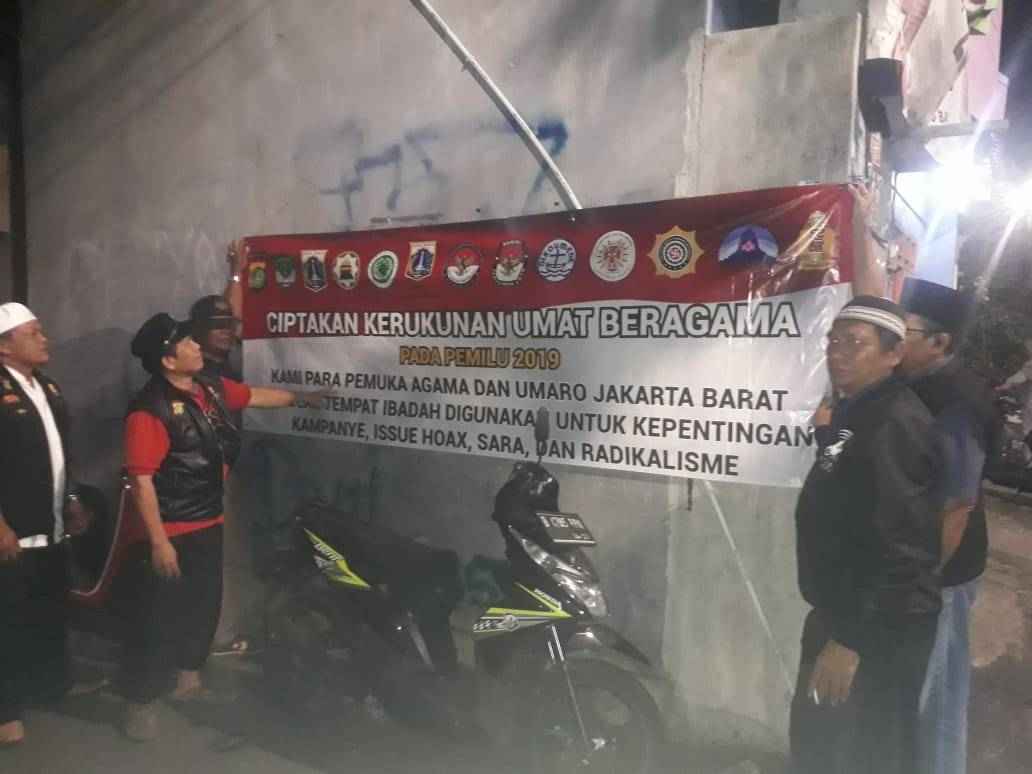 CIPTAKAN KERUKUNAN UMAT BERAGAMA
PADA PEMILU 2019
KAMI PARA PEMUKA AGAMA DAN UMARO JAKARTA BARAT
TEMPAT IBADAH DIGUNAKAN UNTUK KEPENTINGAN
KAMPANYE, ISSUE HOAX, SARA, DAN RADIKALISME